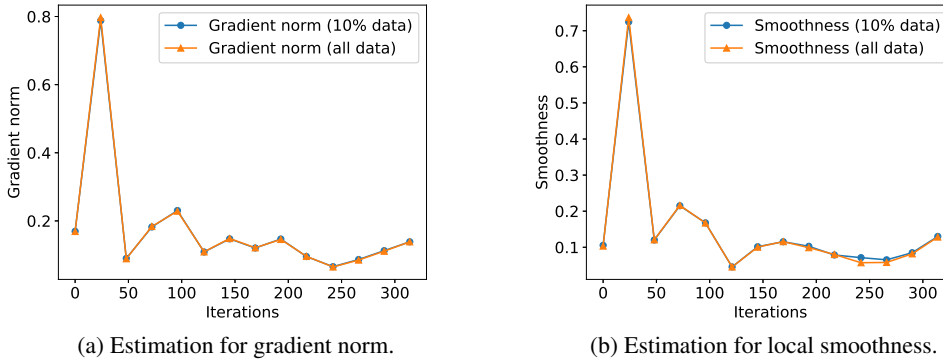 Gradient norm (10% data)
Gradient norm (all data)
0.8
0.6
0.4
0.2
Gradient norm
0 50 100 150 200 250 300
Iterations
(a) Estimation for gradient norm.
Smoothness (10% data)
Smoothness (all data)
0.7
0.6
0.5
0.4
0.3
0.2
0.1
Smoothness
0 50 100 150 200 250 300
Iterations
(b) Estimation for local smoothness.